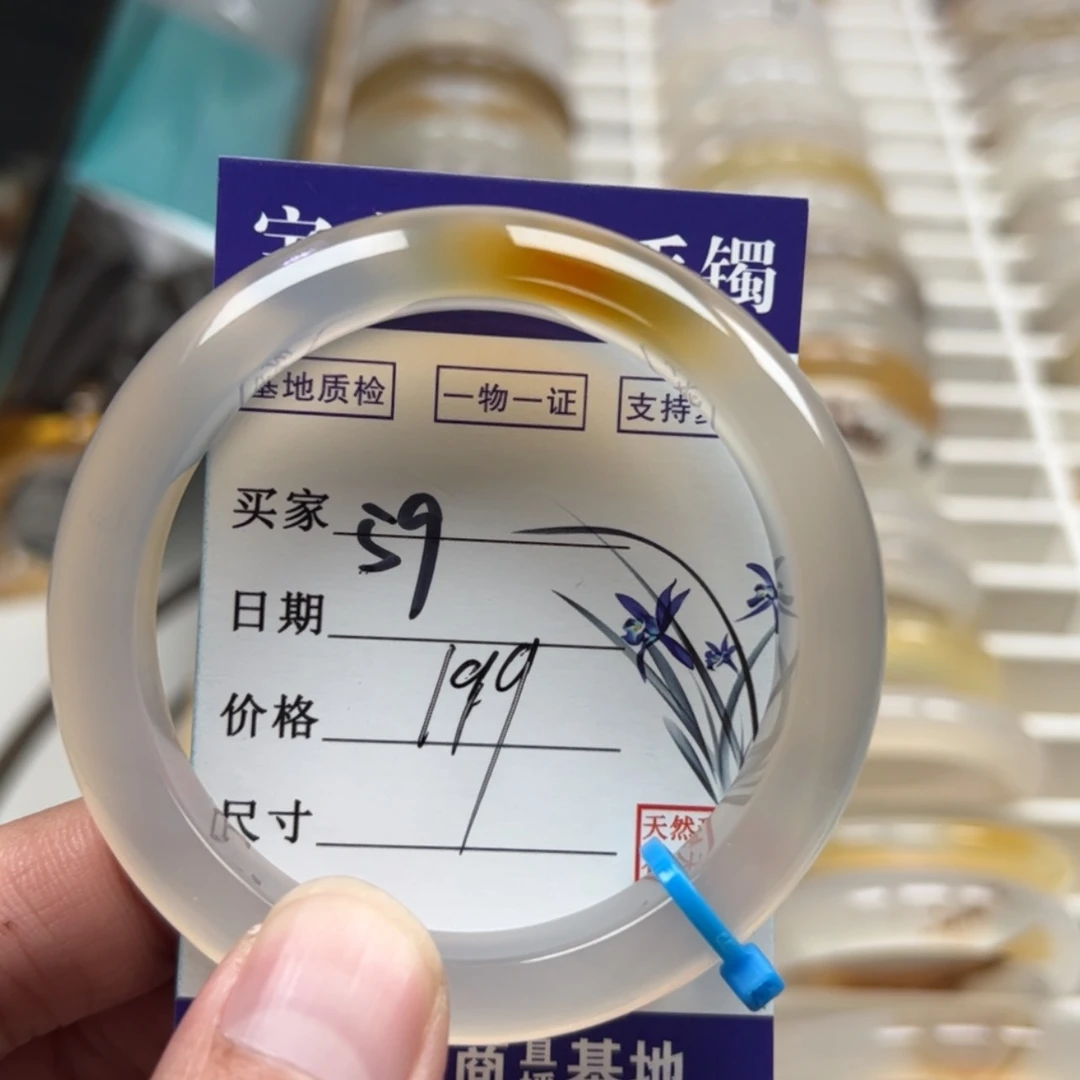 镯
基地质检 一物一证 支持
买家 59
日期
价格 199
尺寸
天然
商 基地